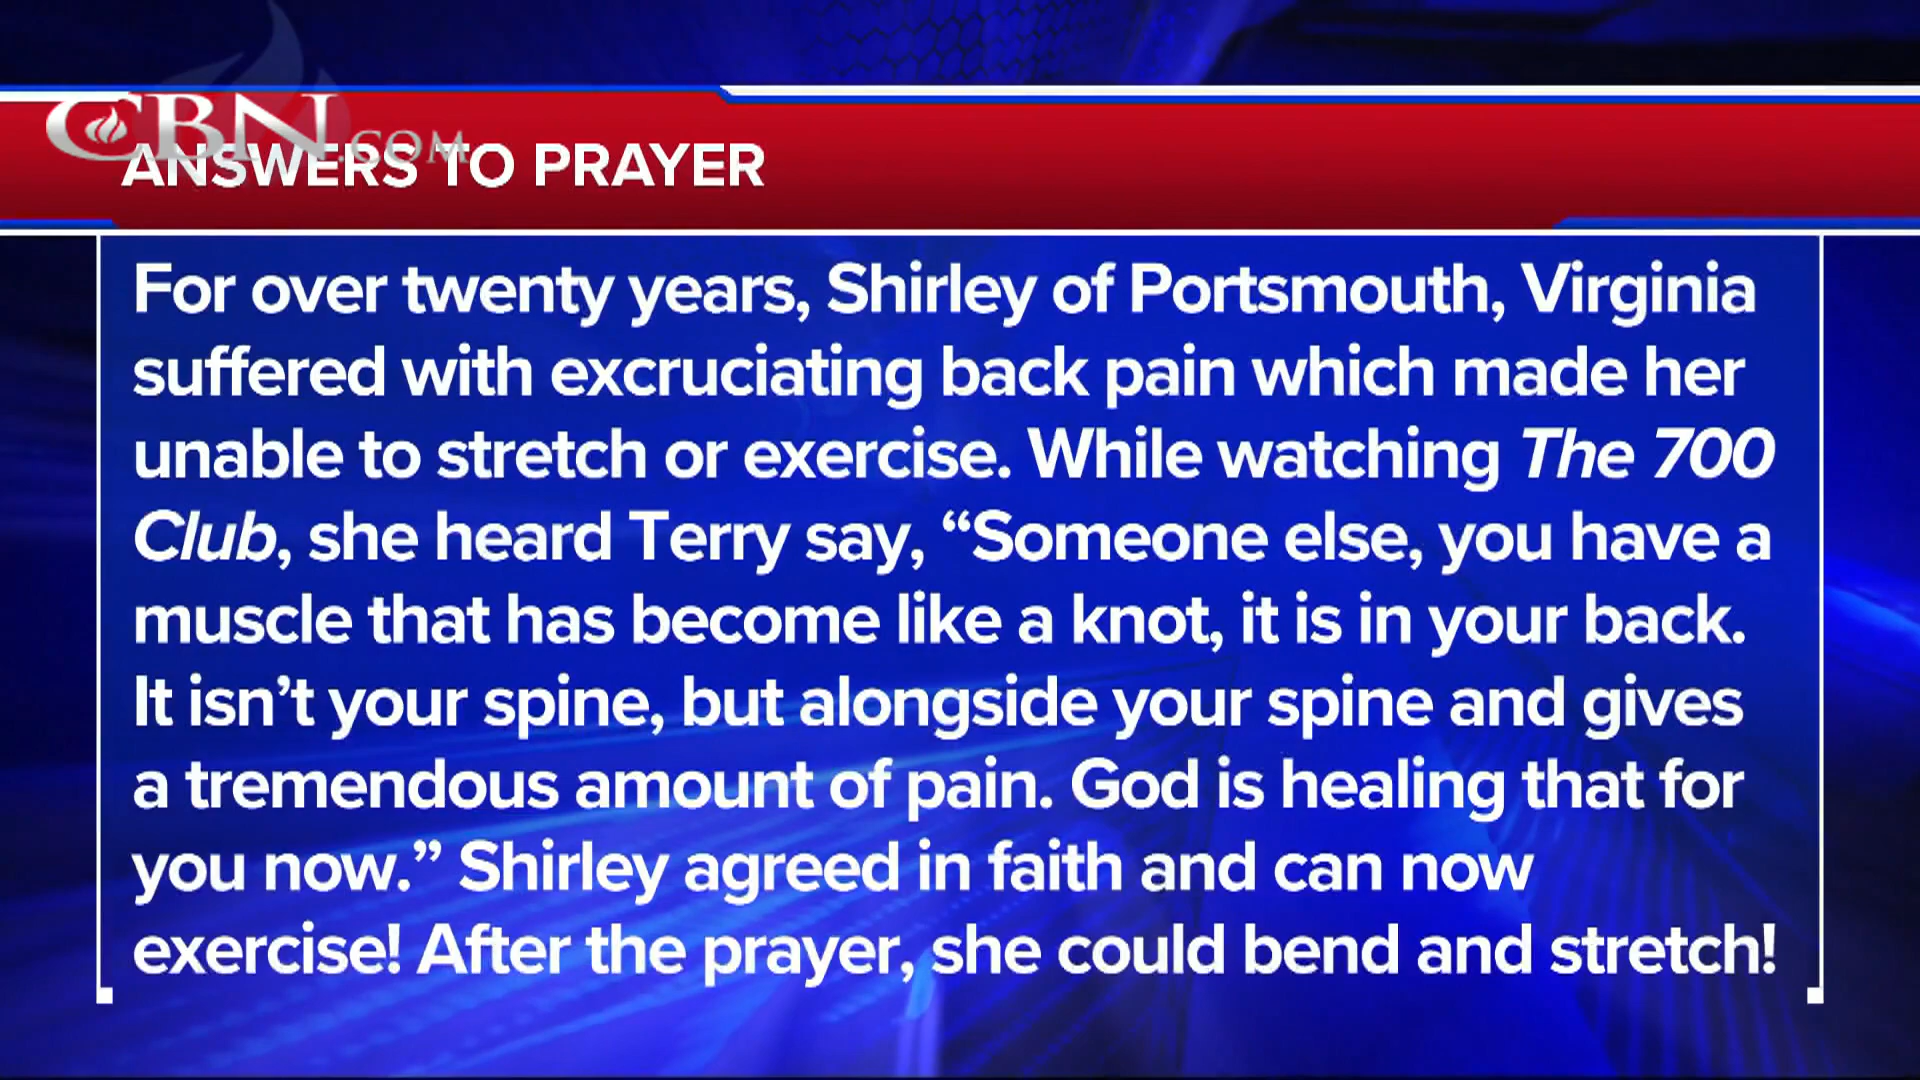 CBN.COM
ANSWERS TO PRAYER
For over twenty years, Shirley of Portsmouth, Virginia
suffered with excruciating back pain which made her
unable to stretch or exercise. While watching The 700
Club, she heard Terry say, “Someone else, you have a
muscle that has become like a knot, it is in your back.
It isn’t your spine, but alongside your spine and gives
a tremendous amount of pain. God is healing that for
you now.” Shirley agreed in faith and can now
exercise! After the prayer, she could bend and stretch!